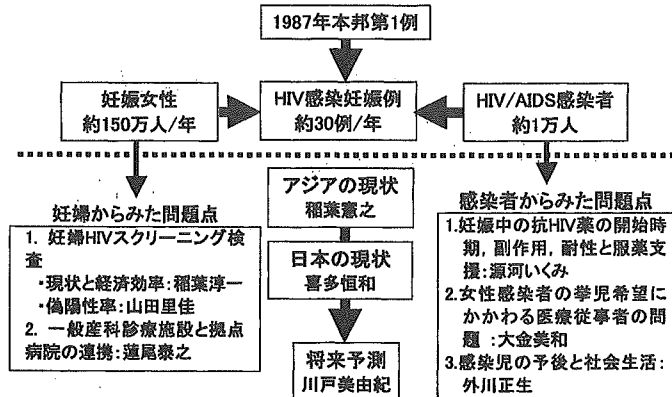 1987年本邦第1例
妊娠女性
約150万人/年
HIV感染妊娠例
約30例/年
HIV/AIDS感染者
約1万人
妊婦からみた問題点
1. 妊婦HIVスクリーニング検
査
・現状と経済効率:稲葉淳一
・偽陽性率:山田里佳
2. 一般産科診療施設と拠点
病院の連携:蓮尾泰之
アジアの現状
稲葉憲之
日本の現状
喜多恒和
将来予測
川戸美由紀
感染者からみた問題点
1.妊娠中の抗HIV薬の開始時
期,副作用,耐性と服薬支
援:源河いくみ
2.女性感染者の挙児希望に
かかわる医療従事者の問
題:大金美和
3.感染児の予後と社会生活:
外川正生